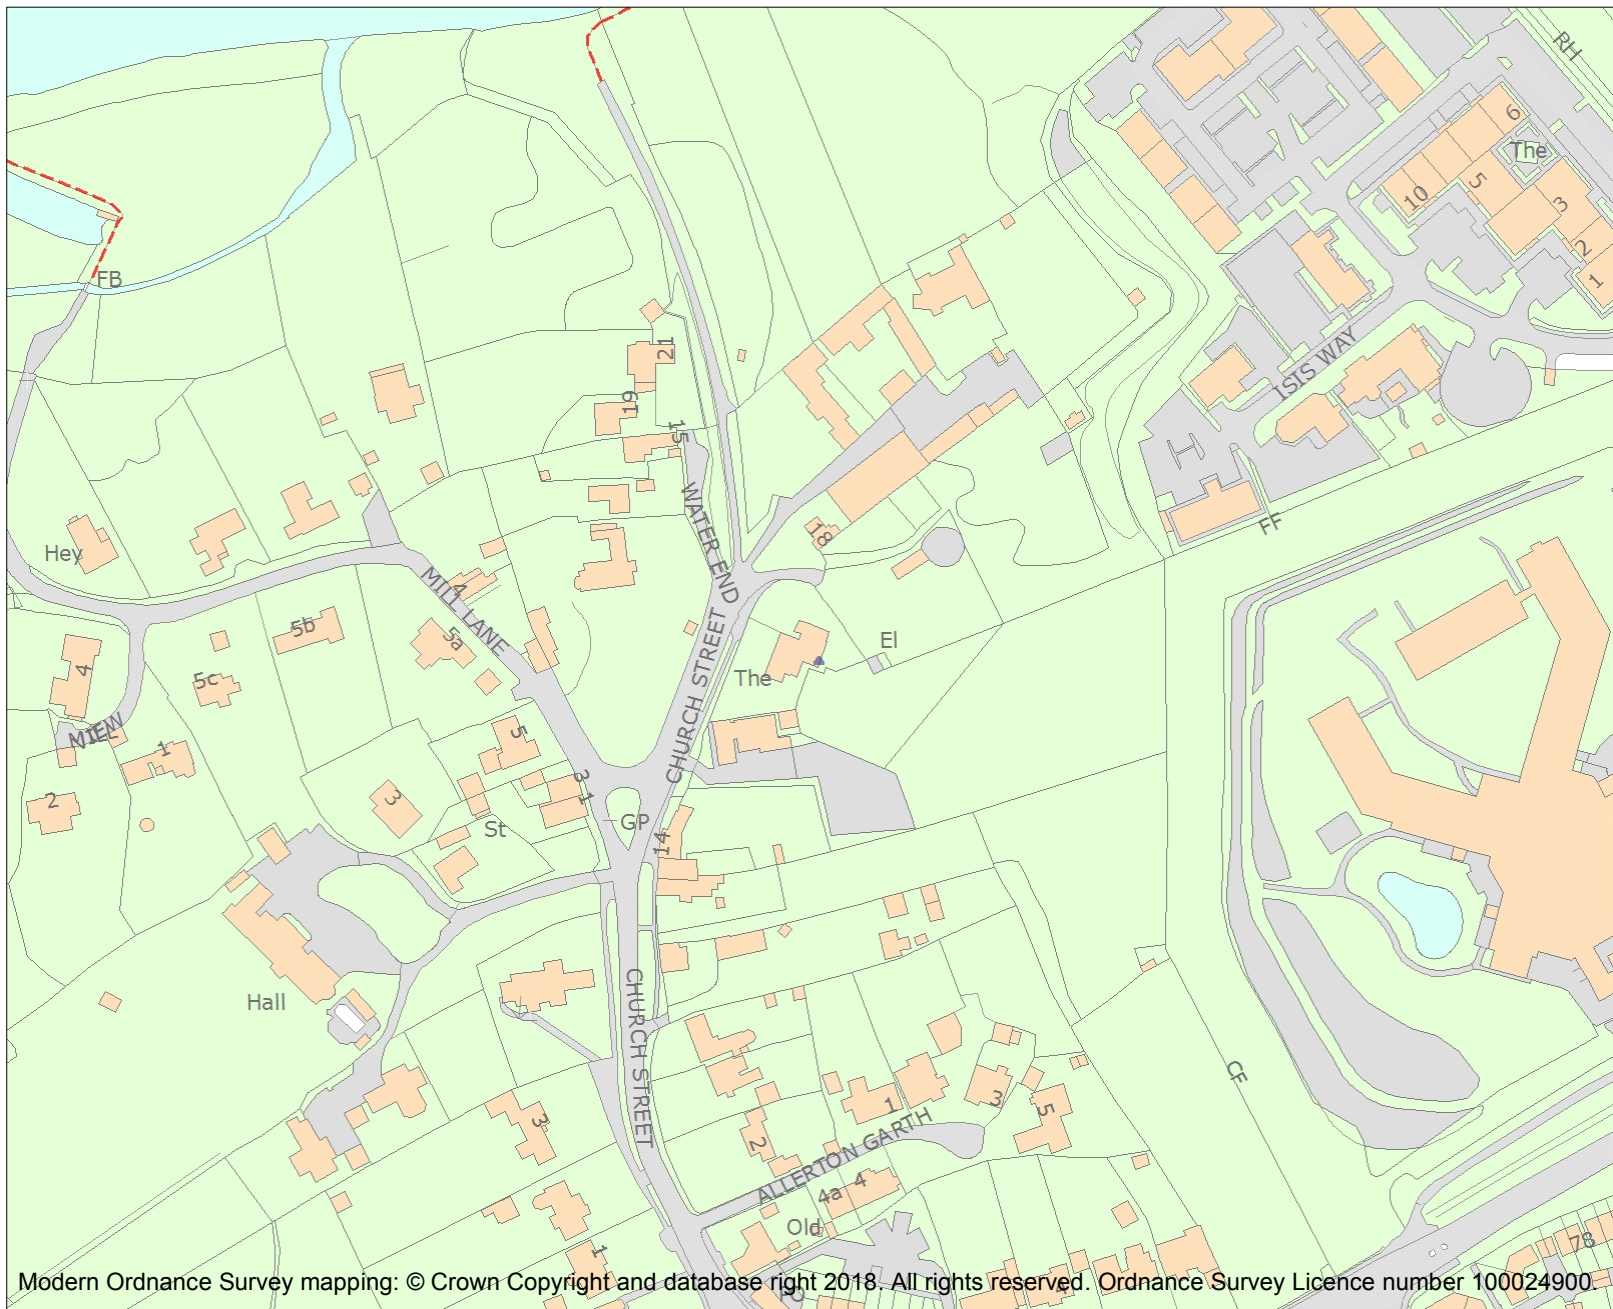 RH
6
The
5
10
3
2
1
FB
21
ISIS WAY
19
15
WATER END
18
FF
Hey
4
MILL LANE
5b
5a
El
CHURCH STREET
4
5c
The
5
1
3
3
1
2
St
GP
14
Hall
CHURCH STREET
CF
3
1
3
5
2
ALLERTON GARTH
4a
4
Old
1
78
Modern Ordnance Survey mapping: © Crown Copyright and database right 2018. All rights reserved. Ordnance Survey Licence number 100024900.